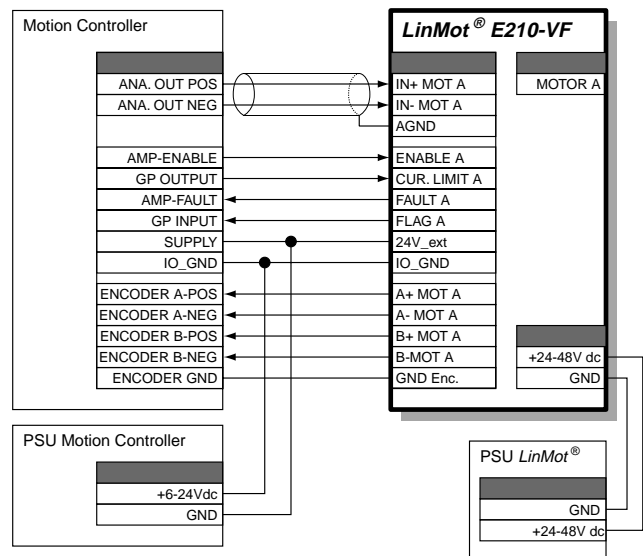 Motion Controller
ANA. OUT POS
ANA. OUT NEG
AMP-ENABLE
GP OUTPUT
AMP-FAULT
GP INPUT
SUPPLY
IO_GND
ENCODER A-POS
ENCODER A-NEG
ENCODER B-POS
ENCODER B-NEG
ENCODER GND
LinMot ® E210-VF
IN+ MOT A
IN- MOT A
AGND
ENABLE A
CUR. LIMIT A
FAULT A
FLAG A
24V_ext
IO_GND
A+ MOT A
A- MOT A
B+ MOT A
B-MOT A
GND Enc.
MOTOR A
+24-48V dc
GND
PSU Motion Controller
+6-24Vdc
GND
PSU LinMot ®
GND
+24-48V dc